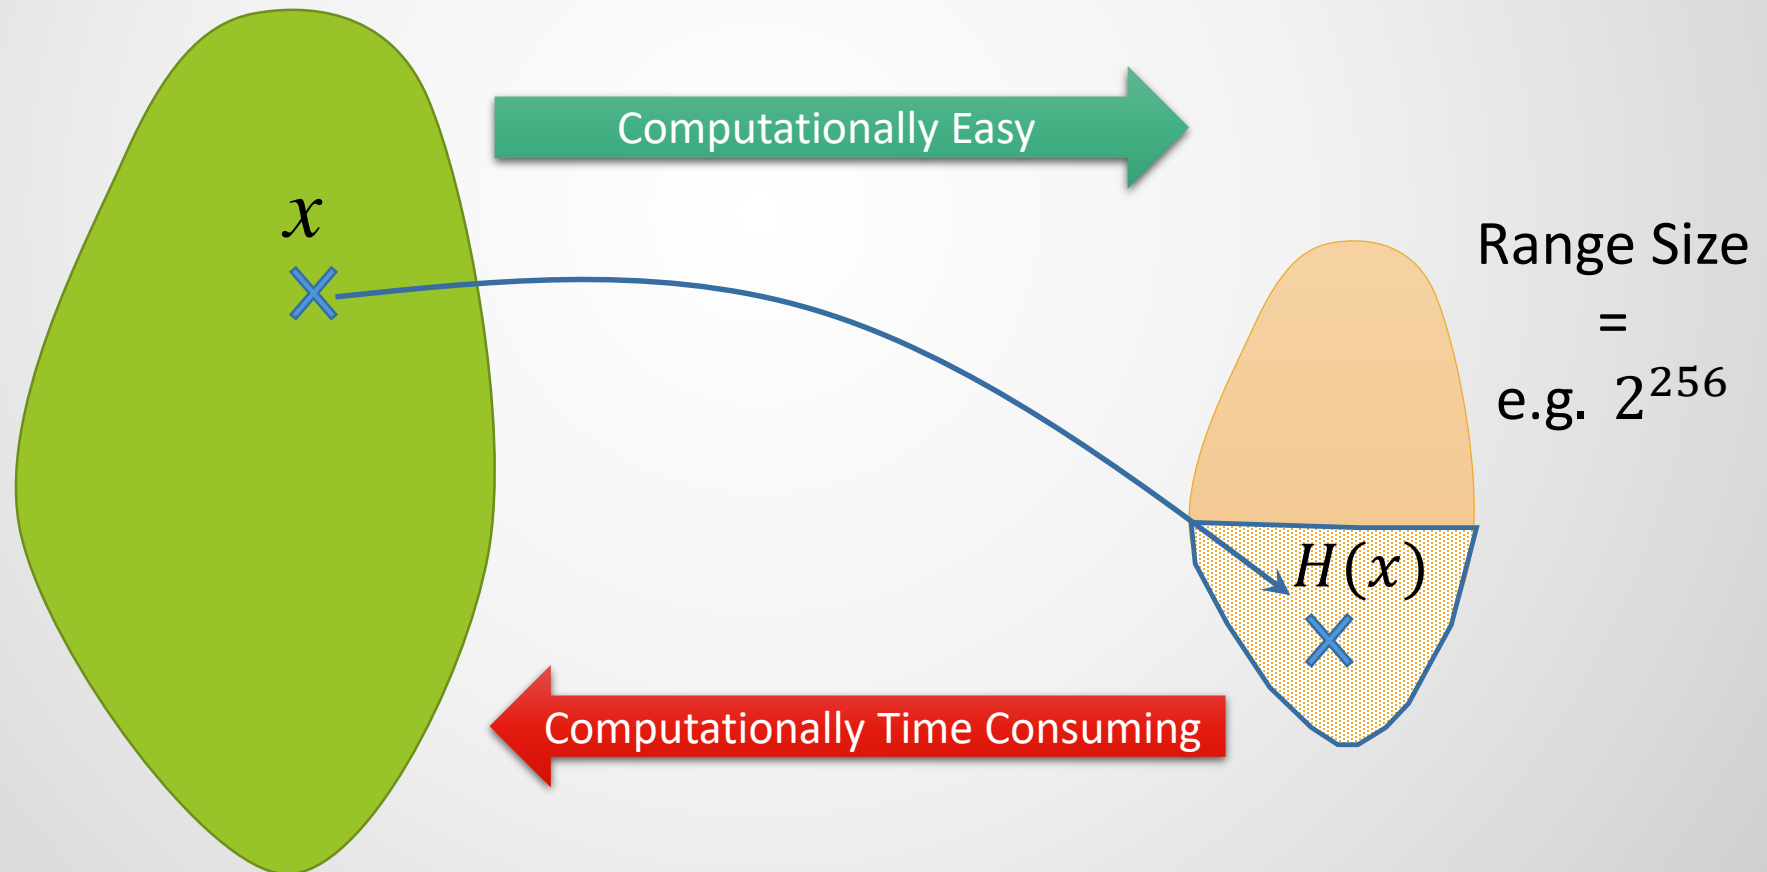 Computationally Easy
x
Range Size
=
e.g. 2^256
H(x)
Computationally Time Consuming